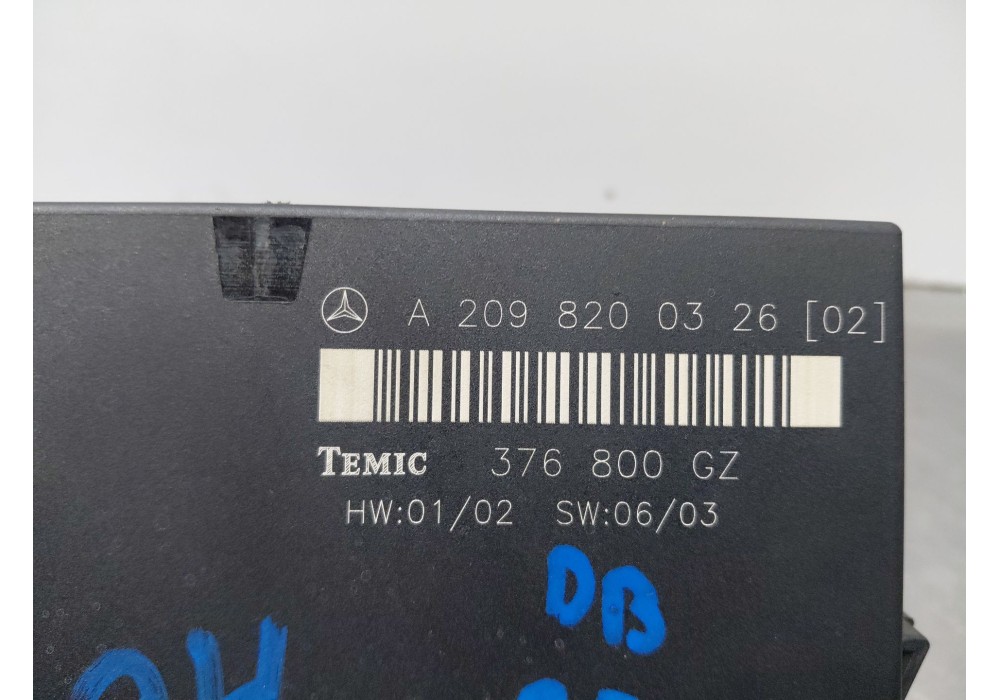 A 209 820 03 26 [02]
TEMIC 376 800 GZ
HW:01/02 SW:06/03
DB